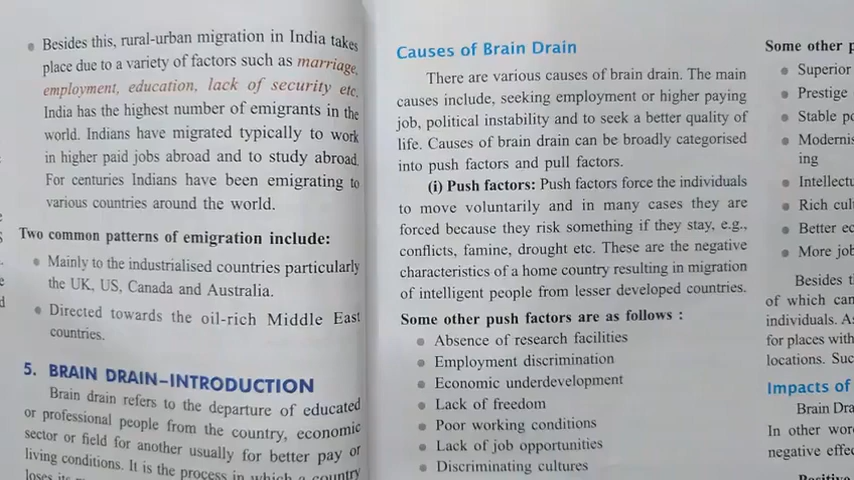 • Besides this, rural-urban migration in India takes
place due to a variety of factors such as marriage,
employment, education, lack of security etc.
India has the highest number of emigrants in the
world. Indians have migrated typically to work
in higher paid jobs abroad and to study abroad.
For centuries Indians have been emigrating to
various countries around the world.
Two common patterns of emigration include:
• Mainly to the industrialised countries particularly
the UK, US, Canada and Australia.
• Directed towards the oil-rich Middle East
countries.
5. BRAIN DRAIN–INTRODUCTION
Brain drain refers to the departure of educated
or professional people from the country, economic
sector or field for another usually for better pay or
living conditions. It is the process in which a country
loses its
Causes of Brain Drain
There are various causes of brain drain. The main
causes include, seeking employment or higher paying
job, political instability and to seek a better quality of
life. Causes of brain drain can be broadly categorised
into push factors and pull factors.
(i) Push factors: Push factors force the individuals
to move voluntarily and in many cases they are
forced because they risk something if they stay, e.g.,
conflicts, famine, drought etc. These are the negative
characteristics of a home country resulting in migration
of intelligent people from lesser developed countries.
Some other push factors are as follows :
• Absence of research facilities
• Employment discrimination
• Economic underdevelopment
• Lack of freedom
• Poor working conditions
• Lack of job opportunities
• Discriminating cultures
Some other p
• Superior
• Prestige
• Stable po
• Modernis
ing
• Intellectu
• Rich cul
• Better ec
• More job
Besides t
of which can
individuals. As
for places with
locations. Suc
Impacts of
Brain Dra
In other wor
negative effec
Positive